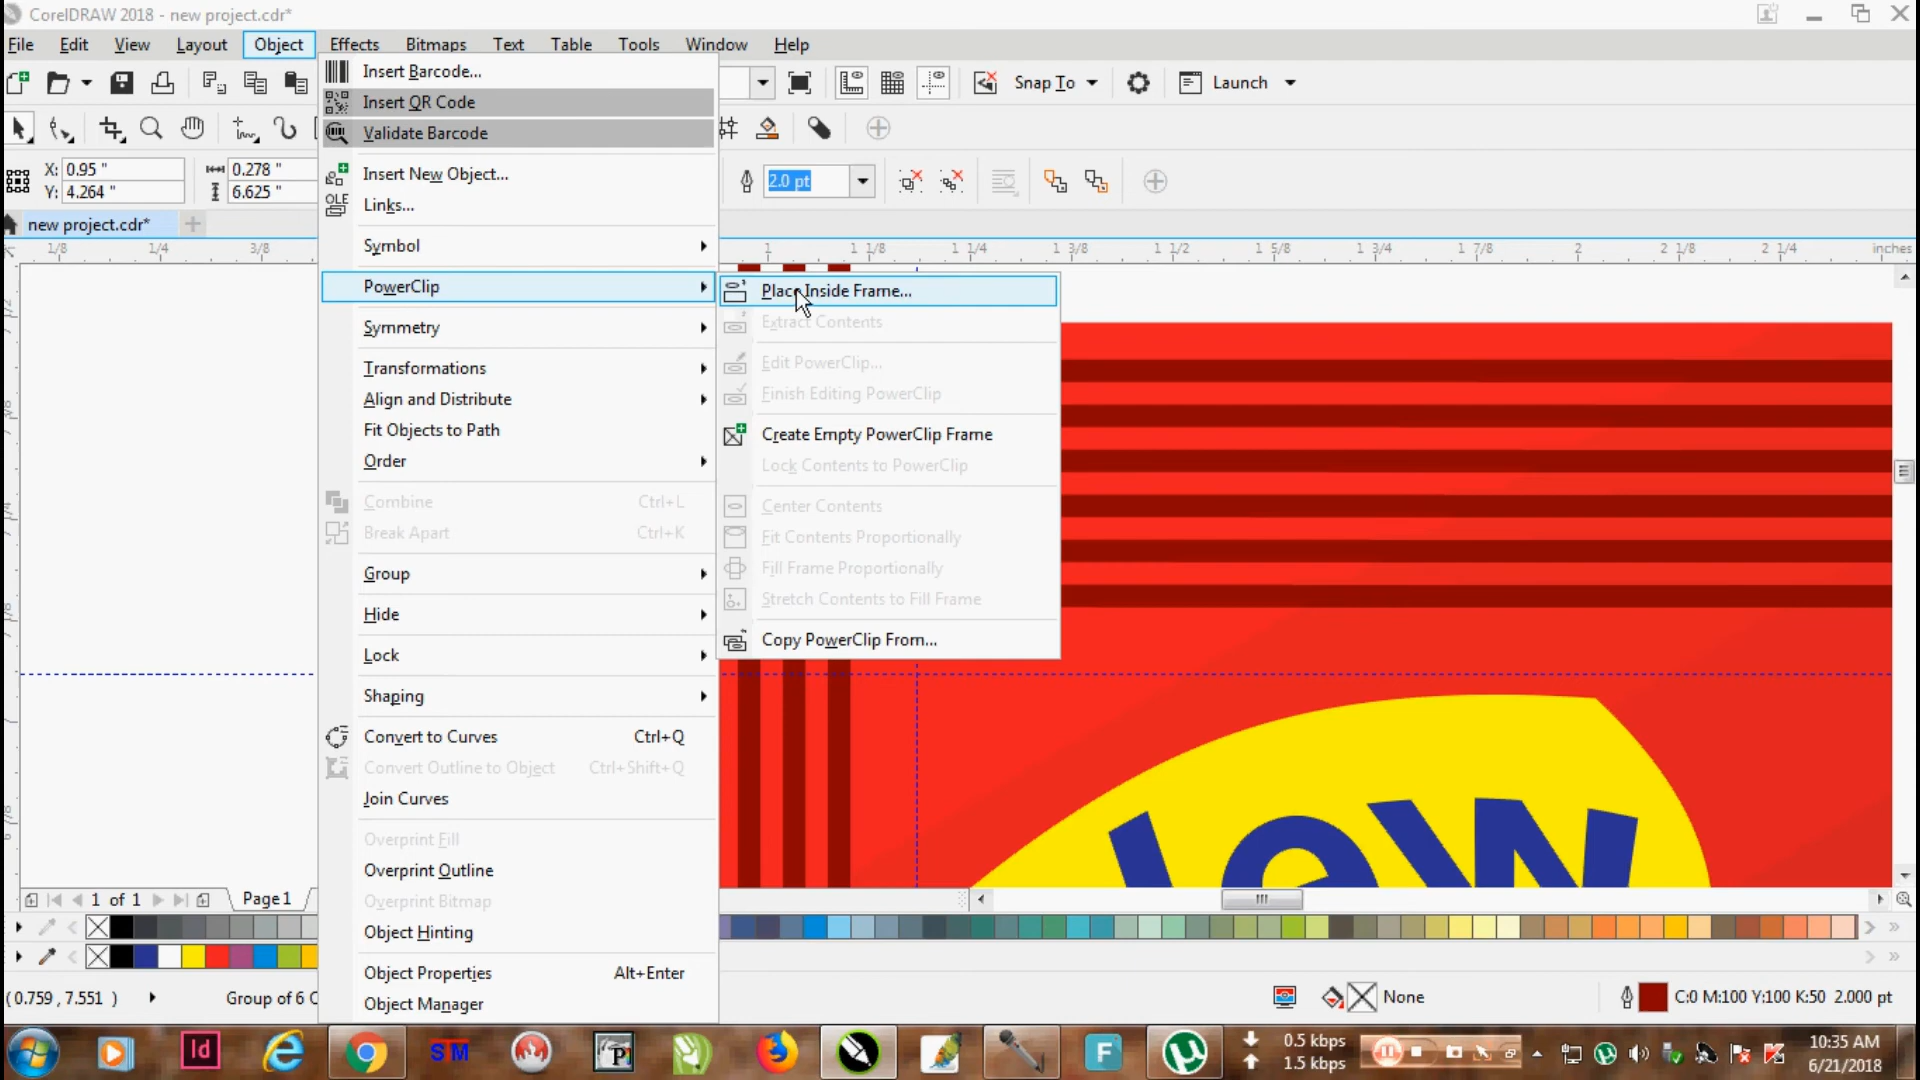 CorelDRAW 2018 - new project.cdr*
File Edit View Layout Object Effects Bitmaps Text Table Tools Window Help
Snap To Launch
X: 0.95 "
Y: 4.264 "
0.278 "
6.625 "
2.0 pt
new project.cdr*
1/8 1/4 3/8 1 1 1/8 1 1/4 1 3/8 1 1/2 1 5/8 1 3/4 1 7/8 2 2 1/8 2 1/4 inches
Insert Barcode...
Insert QR Code
Validate Barcode
Insert New Object...
OLE Links...
Symbol
PowerClip
Symmetry
Transformations
Align and Distribute
Fit Objects to Path
Order
Combine Ctrl+L
Break Apart Ctrl+K
Group
Hide
Lock
Shaping
Convert to Curves Ctrl+Q
Convert Outline to Object Ctrl+Shift+Q
Join Curves
Overprint Fill
Overprint Outline
Overprint Bitmap
Object Hinting
Object Properties Alt+Enter
Object Manager
Place Inside Frame...
Extract Contents
Edit PowerClip...
Finish Editing PowerClip
Create Empty PowerClip Frame
Lock Contents to PowerClip
Center Contents
Fit Contents Proportionally
Fill Frame Proportionally
Stretch Contents to Fill Frame
Copy PowerClip From...
1 of 1 Page 1
( 0.759 , 7.551 ) Group of 6 None C:0 M:100 Y:100 K:50 2.000 pt
Id SM P F
0.5 kbps
1.5 kbps
10:35 AM
6/21/2018